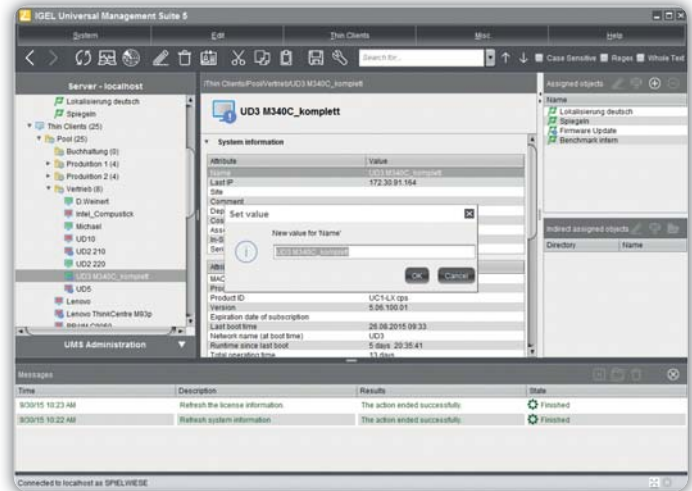 IGEL Universal Management Suite 5
System Edit Thin Clients Misc Help
Search for... Case Sensitive Regex Whole Text
Server - localhost
Lokalisierung deutsch
Spiegeln
Thin Clients (25)
Pool (25)
Buchhaltung (0)
Produktion 1 (4)
Produktion 2 (4)
Vertrieb (8)
D.Weinert
Intel_Compustick
Michael
UD10
UD2 210
UD2 220
UD3 M340C_komplett
UD5
Lenovo
Lenovo ThinkCentre M93p
UMS Administration
/Thin Clients/Pool/Vertrieb/UD3 M340C_komplett
UD3 M340C_komplett
System information
Attribute Value
Name UD3 M340C_komplett
Last IP 172.30.91.164
Site
Comment
Set value
New value for 'Name'
UD3 M340C_komplett
OK Cancel
Product ID UC1-LX cps
Version 5.06.100.01
Expiration date of subscription
Last boot time 26.08.2015 09:33
Network name (at boot time) UD3
Runtime since last boot 5 days 20:35:41
Total operating time 13 days
Assigned objects
Name
Lokalisierung deutsch
Spiegeln
Firmware Update
Benchmark intern
Indirect assigned objects
Directory Name
Messages
Time Description Results State
9/30/15 10:23 AM Refresh the license information. The action ended successfully. Finished
9/30/15 10:22 AM Refresh system information The action ended successfully. Finished
Connected to localhost as SPIELWIESE